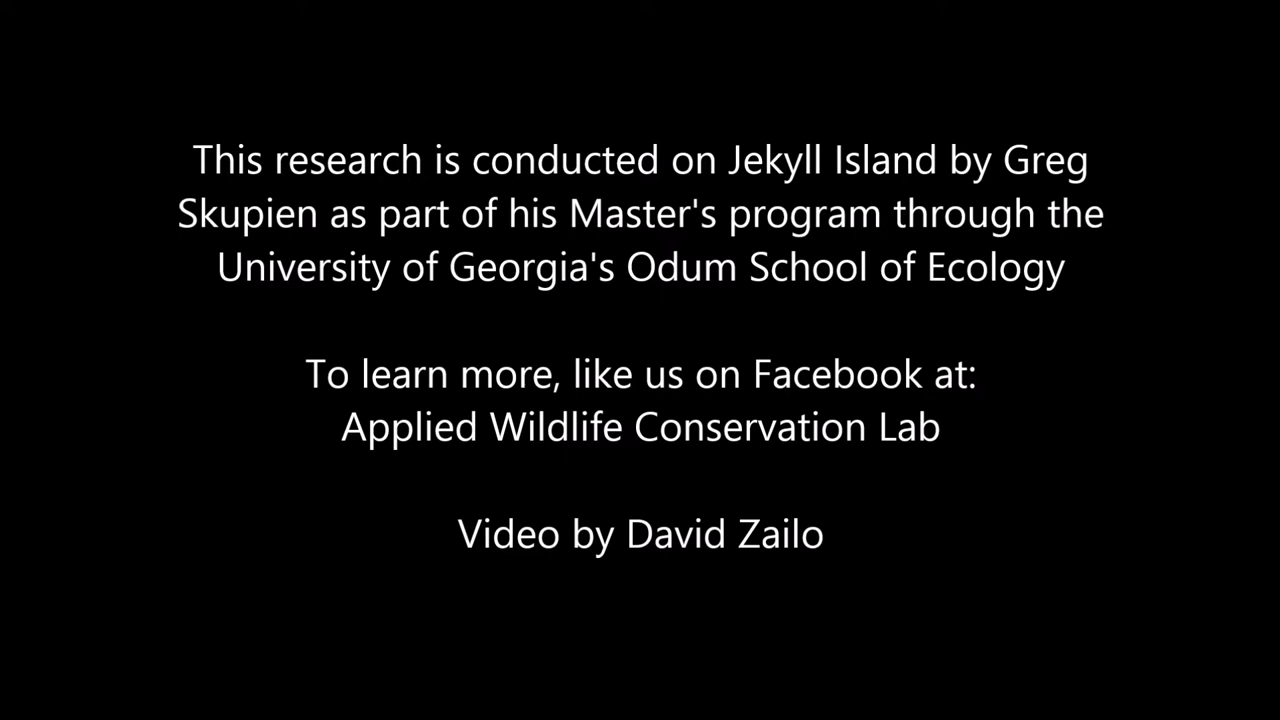 This research is conducted on Jekyll Island by Greg
Skupien as part of his Master's program through the
University of Georgia's Odum School of Ecology
To learn more, like us on Facebook at:
Applied Wildlife Conservation Lab
Video by David Zailo